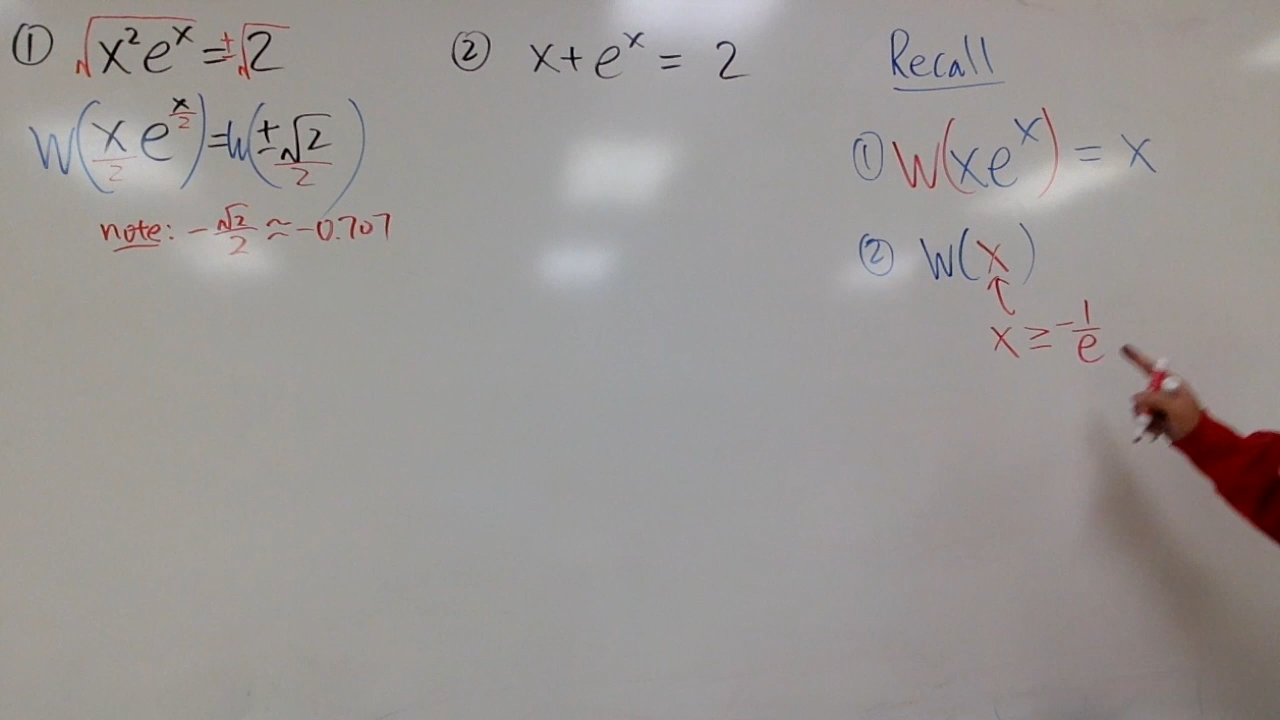 ① √(x²eˣ) = ±√2
W(x/2 e^(x/2)) = W(±√2/2)
note: -√2/2 ≈ -0.707
② x+eˣ = 2
Recall
① W(xeˣ) = x
② W(x)
x ≥ -1/e